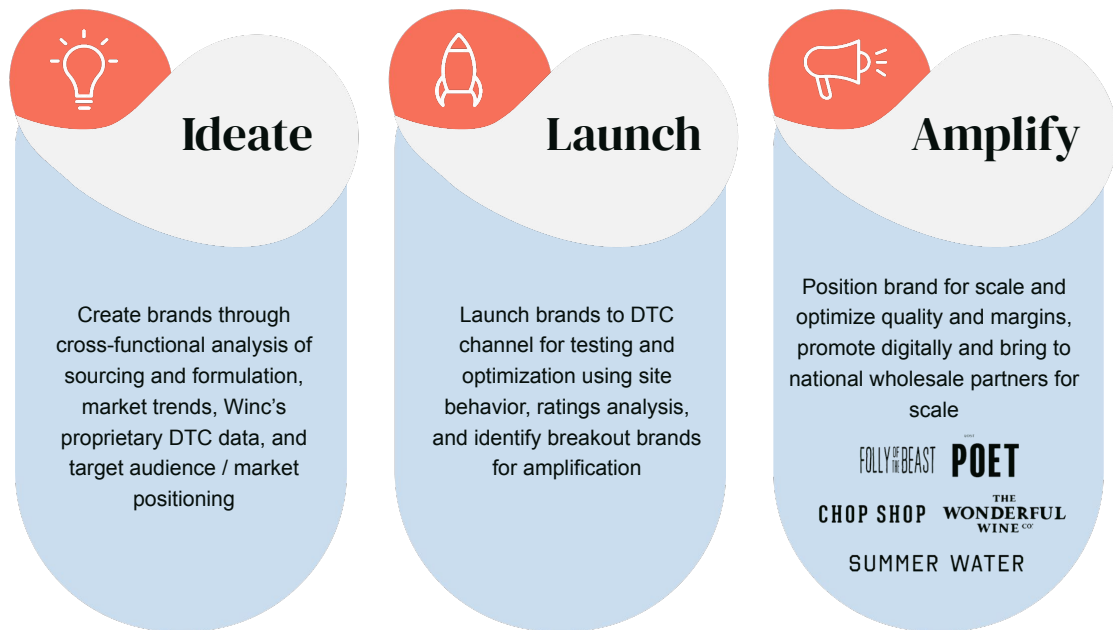 Ideate
Create brands through
cross-functional analysis of
sourcing and formulation,
market trends, Winc’s
proprietary DTC data, and
target audience / market
positioning
Launch
Launch brands to DTC
channel for testing and
optimization using site
behavior, ratings analysis,
and identify breakout brands
for amplification
Amplify
Position brand for scale and
optimize quality and margins,
promote digitally and bring to
national wholesale partners for
scale
FOLLY OF THE BEAST
POET
CHOP SHOP
THE
WONDERFUL
WINE CO
SUMMER WATER